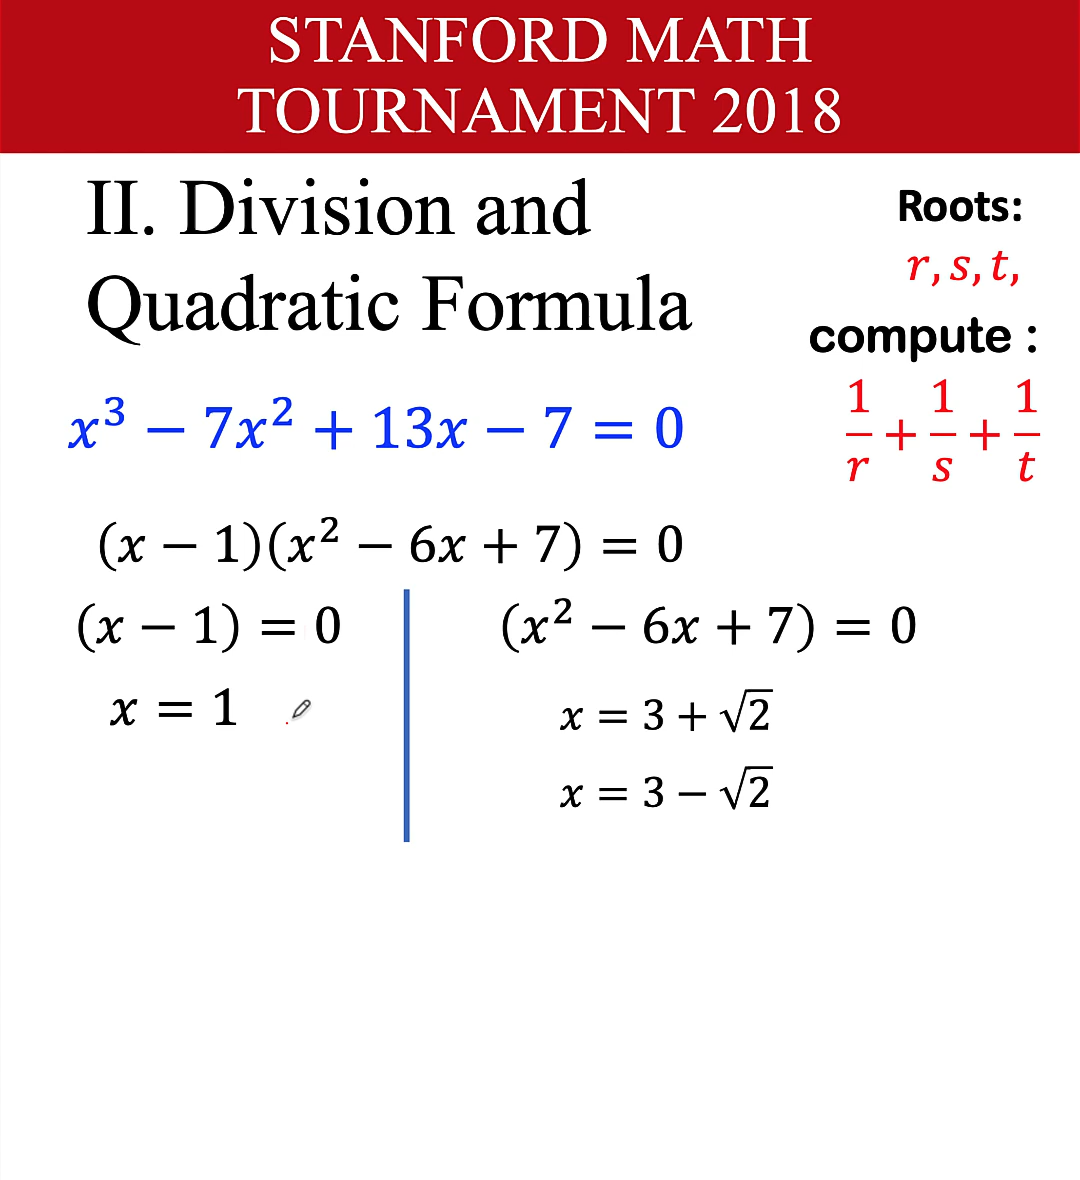 STANFORD MATH
TOURNAMENT 2018
II. Division and
Quadratic Formula
Roots:
r, s, t,
compute :
1/r + 1/s + 1/t
x³ − 7x² + 13x − 7 = 0
(x − 1)(x² − 6x + 7) = 0
(x − 1) = 0
x = 1
(x² − 6x + 7) = 0
x = 3 + √2
x = 3 − √2